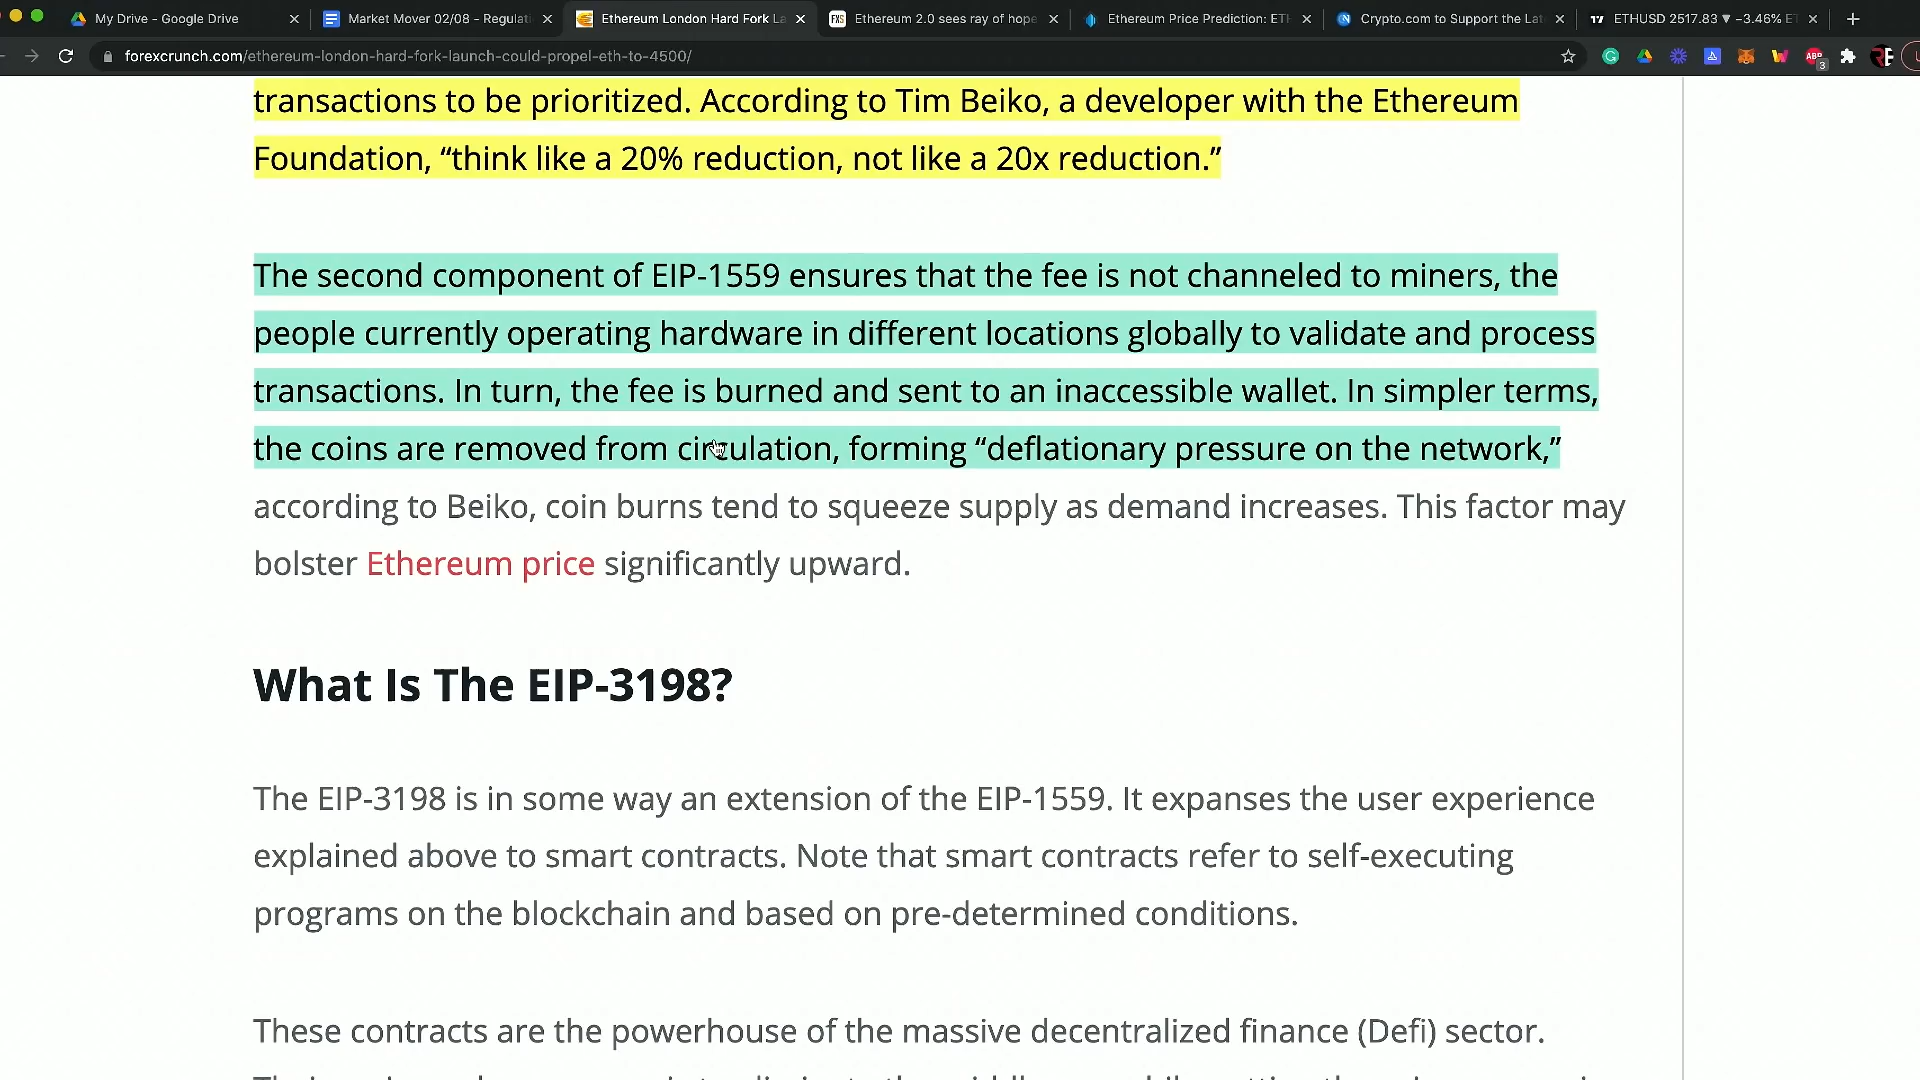 My Drive - Google Drive
Market Mover 02/08 - Regulati
Ethereum London Hard Fork La
FXS
Ethereum 2.0 sees ray of hope
Ethereum Price Prediction: ETH
Crypto.com to Support the Lat
ETHUSD 2517.83 ▼ −3.46% ET
forexcrunch.com/ethereum-london-hard-fork-launch-could-propel-eth-to-4500/
ABP
3
transactions to be prioritized. According to Tim Beiko, a developer with the Ethereum
Foundation, “think like a 20% reduction, not like a 20x reduction.”
The second component of EIP-1559 ensures that the fee is not channeled to miners, the
people currently operating hardware in different locations globally to validate and process
transactions. In turn, the fee is burned and sent to an inaccessible wallet. In simpler terms,
the coins are removed from circulation, forming “deflationary pressure on the network,”
according to Beiko, coin burns tend to squeeze supply as demand increases. This factor may
bolster Ethereum price significantly upward.
What Is The EIP-3198?
The EIP-3198 is in some way an extension of the EIP-1559. It expanses the user experience
explained above to smart contracts. Note that smart contracts refer to self-executing
programs on the blockchain and based on pre-determined conditions.
These contracts are the powerhouse of the massive decentralized finance (Defi) sector.